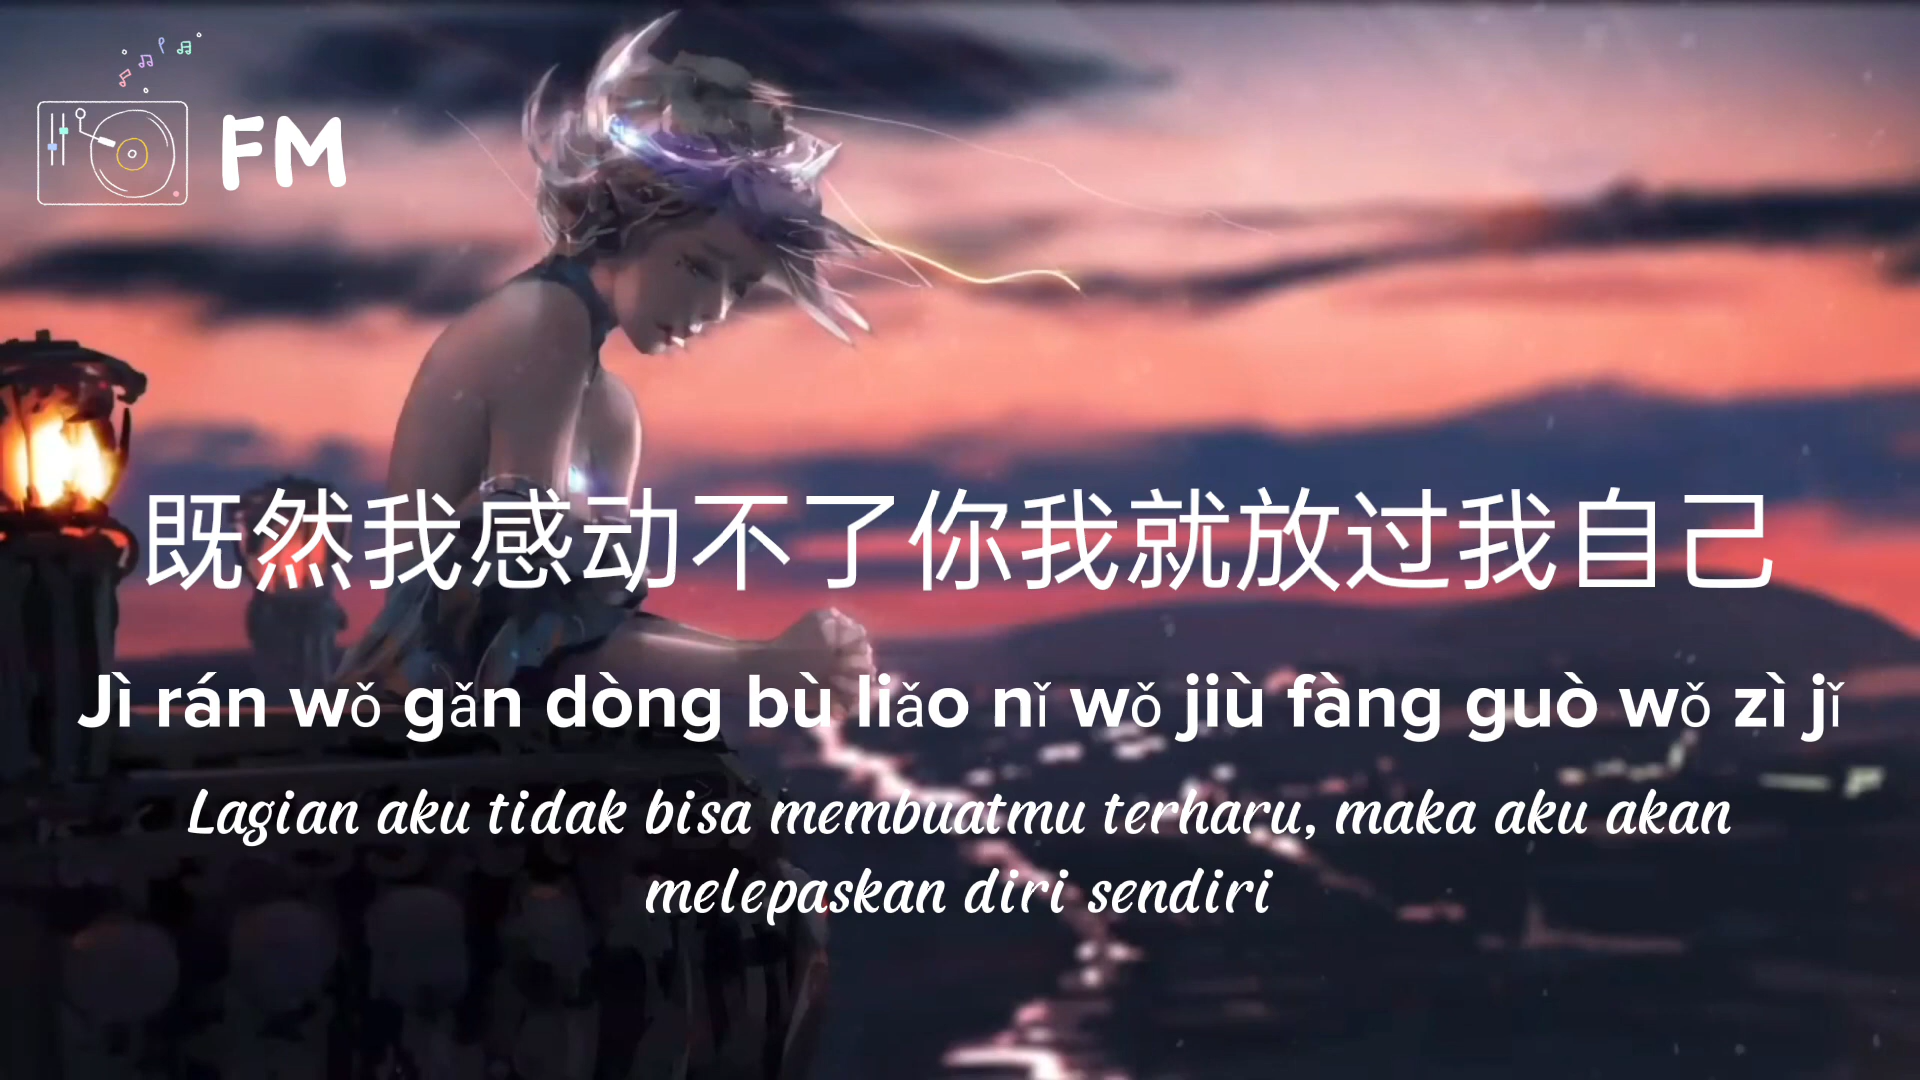 FM
既然我感动不了你我就放过我自己
Jì rán wǒ gǎn dòng bù liǎo nǐ wǒ jiù fàng guò wǒ zì jǐ
Lagian aku tidak bisa membuatmu terharu, maka aku akan
melepaskan diri sendiri